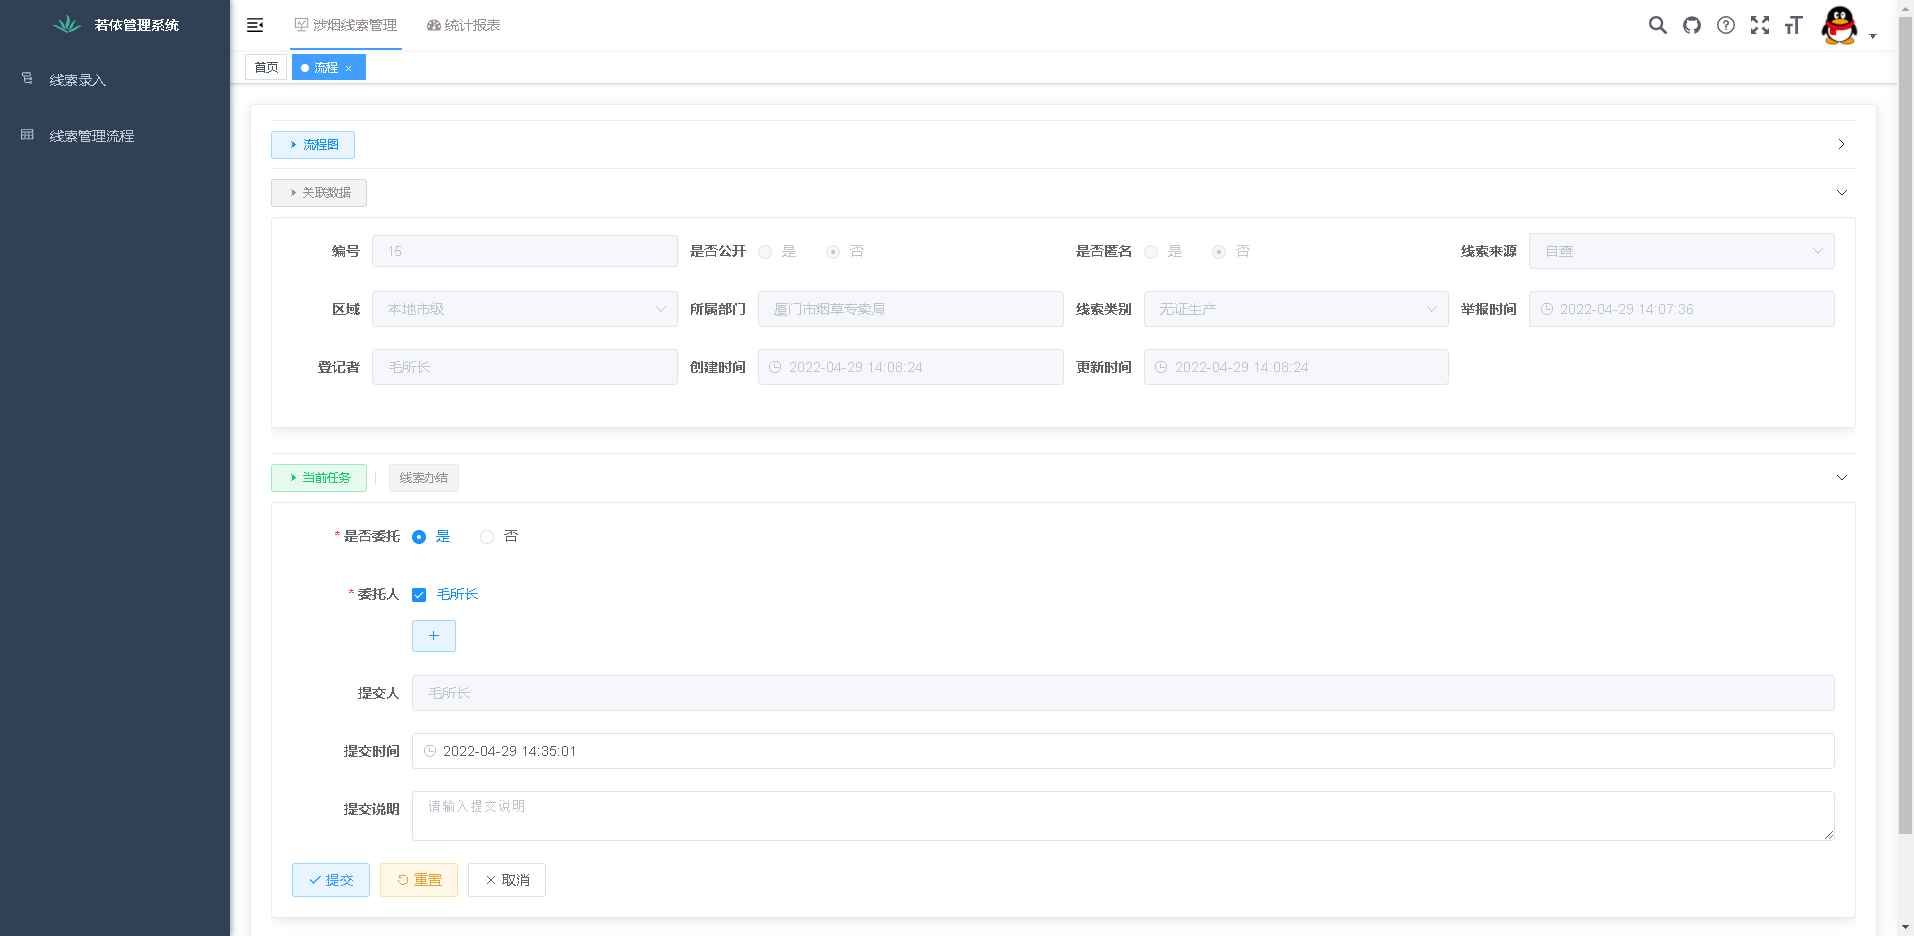 若依管理系统
涉烟线索管理
统计报表
首页
流程 ×
线索录入
线索管理流程
流程图
关联数据
编号 15 是否公开 是 否 是否匿名 是 否 线索来源 自查
区域 本地市级 所属部门 厦门市烟草专卖局 线索类别 无证生产 举报时间 2022-04-29 14:07:36
登记者 毛所长 创建时间 2022-04-29 14:08:24 更新时间 2022-04-29 14:08:24
当前任务 线索办结
*是否委托 是 否
*委托人 毛所长
+
提交人 毛所长
提交时间 2022-04-29 14:35:01
提交说明 请输入提交说明
提交 重置 取消